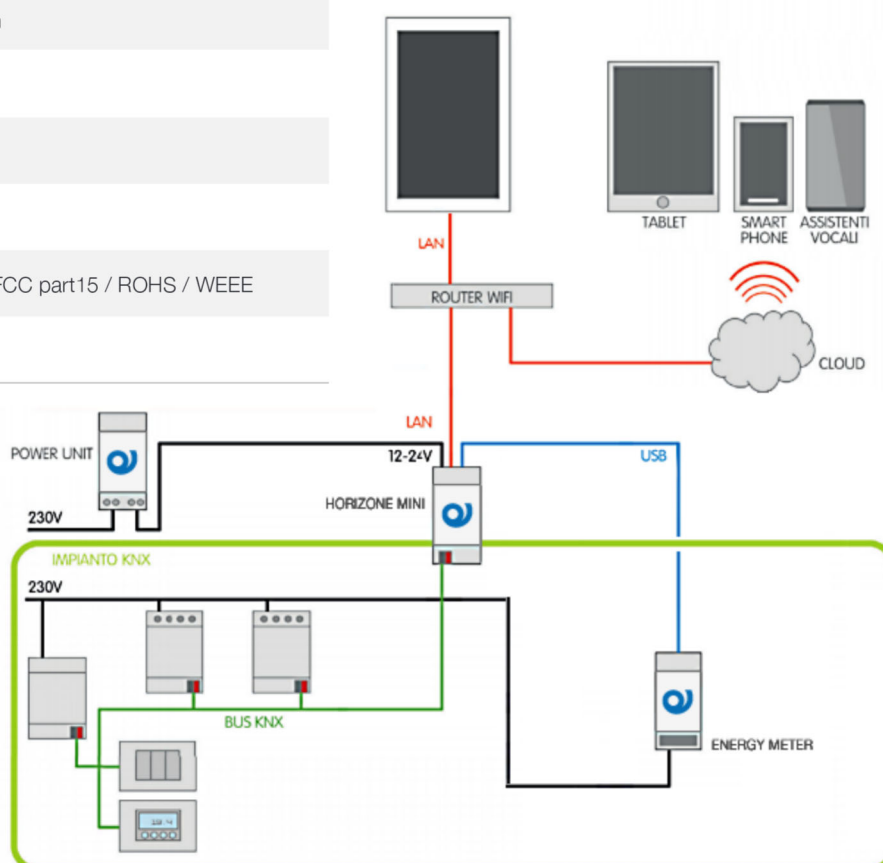 FCC part15 / ROHS / WEEE
TABLET
SMART
PHONE
ASSISTENTI
VOCALI
LAN
ROUTER WIFI
CLOUD
LAN
POWER UNIT
12-24V
USB
HORIZONE MINI
230V
IMPIANTO KNX
230V
BUS KNX
ENERGY METER